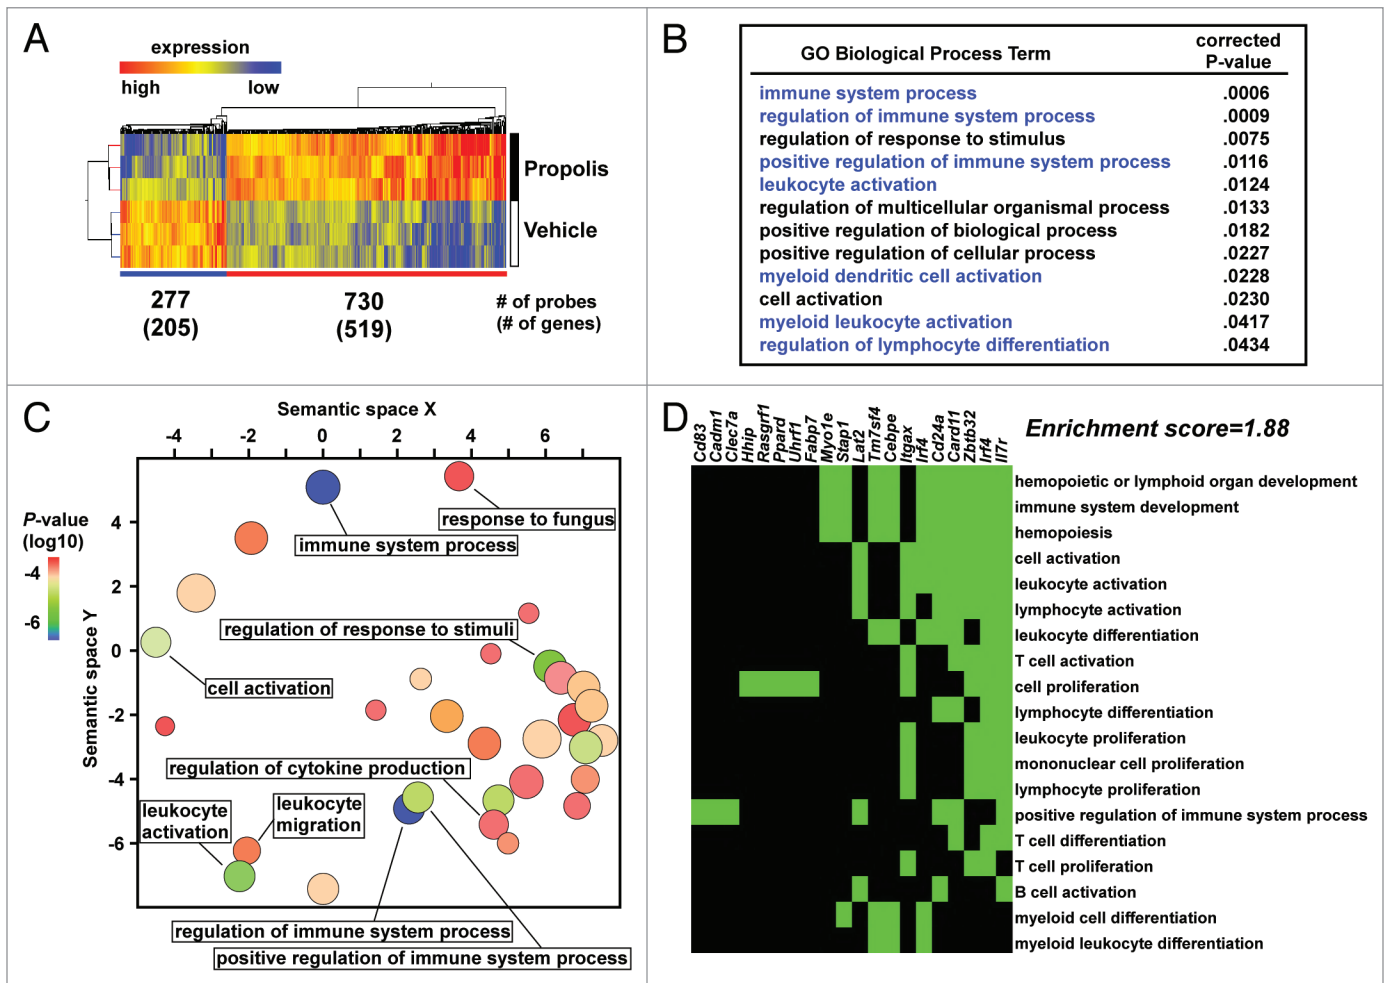 A
expression
high low
Propolis
Vehicle
277 730 # of probes
(205) (519) (# of genes)
B
GO Biological Process Term corrected P-value
immune system process .0006
regulation of immune system process .0009
regulation of response to stimulus .0075
positive regulation of immune system process .0116
leukocyte activation .0124
regulation of multicellular organismal process .0133
positive regulation of biological process .0182
positive regulation of cellular process .0227
myeloid dendritic cell activation .0228
cell activation .0230
myeloid leukocyte activation .0417
regulation of lymphocyte differentiation .0434
C
Semantic space X
-4 -2 0 2 4 6
P-value
(log10)
-4
-6
Semantic space Y
4
2
0
-2
-4
-6
response to fungus
immune system process
regulation of response to stimuli
cell activation
regulation of cytokine production
leukocyte
activation
leukocyte
migration
regulation of immune system process
positive regulation of immune system process
D
Cd83
Cadm1
Clec7a
Hhip
Rasgrf1
Ppard
Uhrf1
Fabp7
Myo1e
Stap1
Lat2
Tm7sf4
Cebpe
Itgax
Irf4
Cd24a
Card11
Zbtb32
Irf4
Il7r
Enrichment score=1.88
hemopoietic or lymphoid organ development
immune system development
hemopoiesis
cell activation
leukocyte activation
lymphocyte activation
leukocyte differentiation
T cell activation
cell proliferation
lymphocyte differentiation
leukocyte proliferation
mononuclear cell proliferation
lymphocyte proliferation
positive regulation of immune system process
T cell differentiation
T cell proliferation
B cell activation
myeloid cell differentiation
myeloid leukocyte differentiation